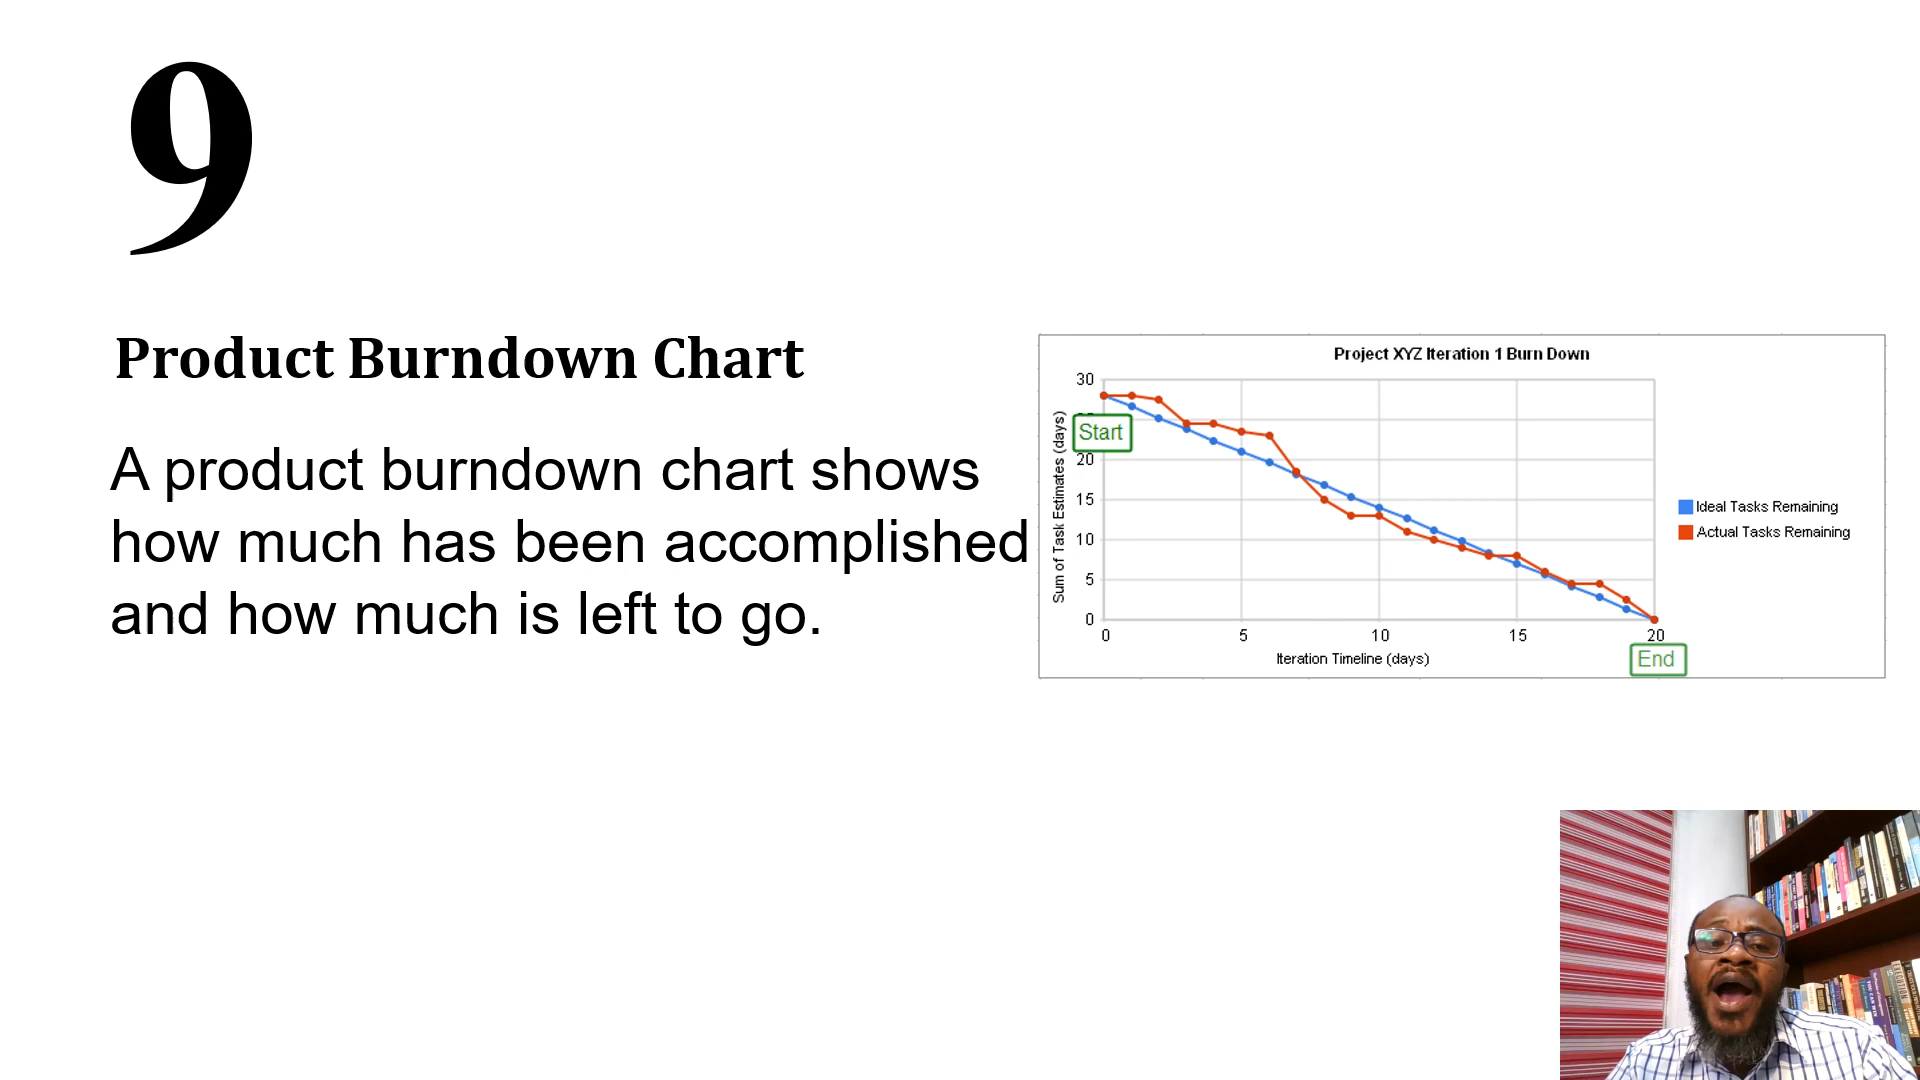 9
Product Burndown Chart
A product burndown chart shows
how much has been accomplished
and how much is left to go.
Project XYZ Iteration 1 Burn Down
30
Start
20
15
10
5
0
Sum of Task Estimates (days)
0 5 10 15 20
Iteration Timeline (days)
End
Ideal Tasks Remaining
Actual Tasks Remaining